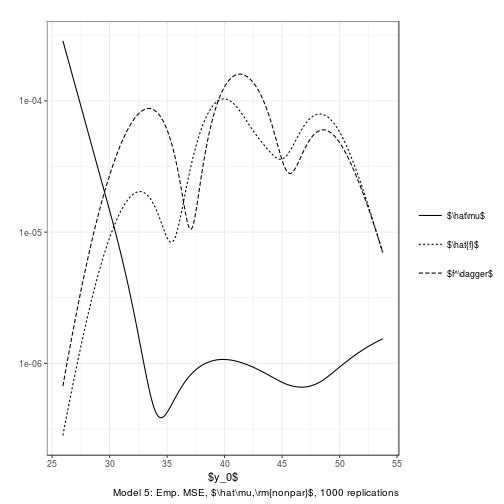 1e-04
1e-05
1e-06
25 30 35 40 45 50 55
$y_0$
$\hat\mu$
$\hat{f}$
$f^\dagger$
Model 5: Emp. MSE, $\hat\mu,\rm{nonpar}$, 1000 replications